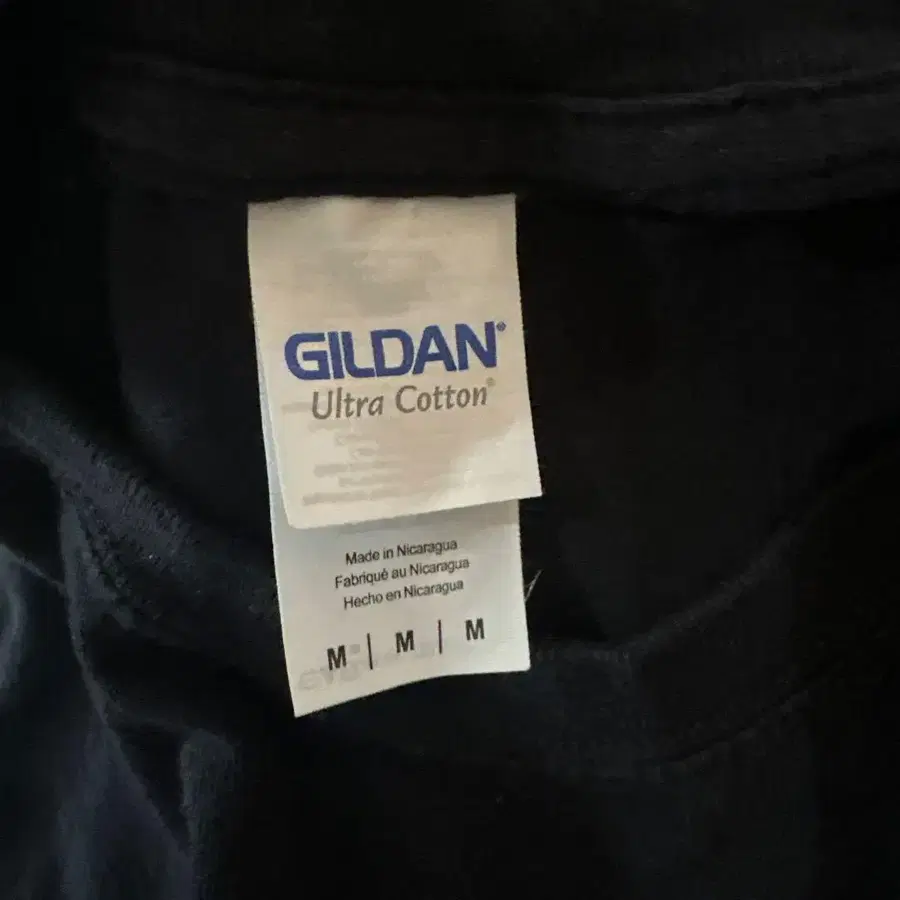 GILDAN®
Ultra Cotton®
Made in Nicaragua
Fabriqué au Nicaragua
Hecho en Nicaragua
M | M | M